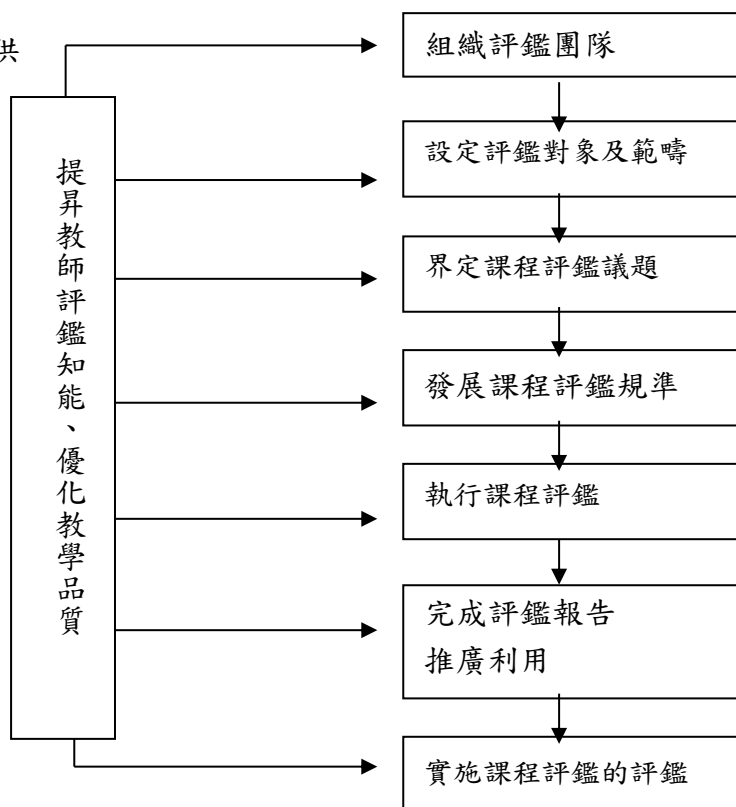 供
組織評鑑團隊
設定評鑑對象及範疇
提昇教師評鑑知能、優化教學品質
界定課程評鑑議題
發展課程評鑑規準
執行課程評鑑
完成評鑑報告
推廣利用
實施課程評鑑的評鑑